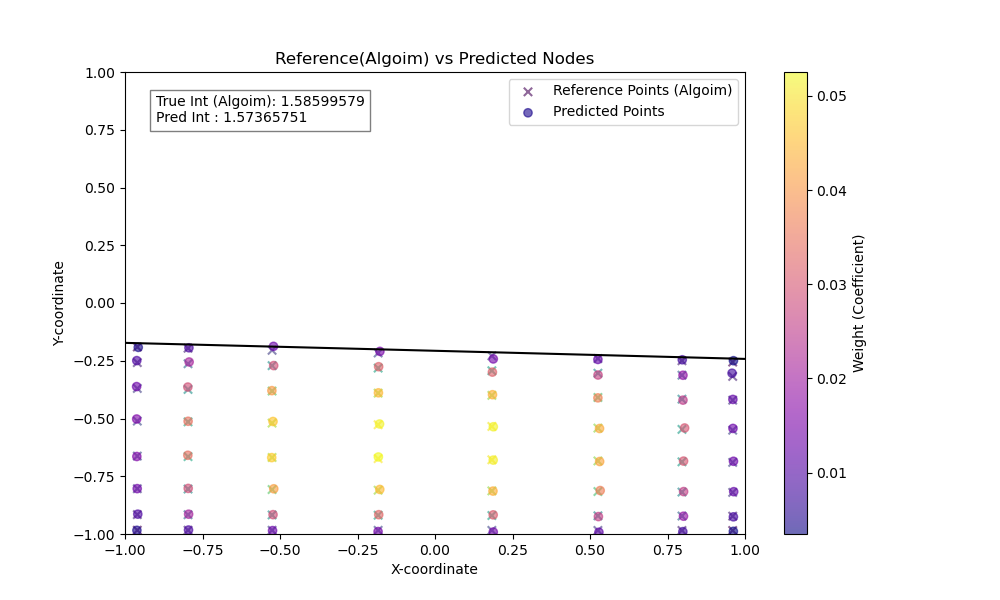 Reference(Algoim) vs Predicted Nodes
True Int (Algoim): 1.58599579
Pred Int : 1.57365751
Reference Points (Algoim)
Predicted Points
1.00
0.75
0.50
0.25
0.00
−0.25
−0.50
−0.75
−1.00
Y-coordinate
−1.00 −0.75 −0.50 −0.25 0.00 0.25 0.50 0.75 1.00
X-coordinate
0.05
0.04
0.03
0.02
0.01
Weight (Coefficient)